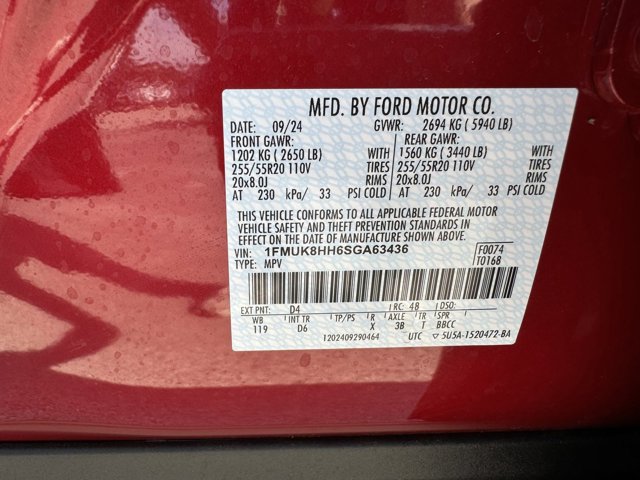 MFD. BY FORD MOTOR CO.
DATE: 09/24 GVWR: 2694 KG ( 5940 LB)
FRONT GAWR: REAR GAWR:
1202 KG ( 2650 LB) WITH 1560 KG ( 3440 LB) WITH
255/55R20 110V TIRES 255/55R20 110V TIRES
20x8.0J RIMS 20x8.0J RIMS
AT 230 kPa/ 33 PSI COLD AT 230 kPa/ 33 PSI COLD
THIS VEHICLE CONFORMS TO ALL APPLICABLE FEDERAL MOTOR
VEHICLE SAFETY AND THEFT PREVENTION STANDARDS IN
EFFECT ON THE DATE OF MANUFACTURE SHOWN ABOVE.
VIN: 1FMUK8HH6SGA63436 F0074
TYPE: MPV T0168
EXT PNT: D4 RC: 48 DSO:
WB INT TR TP/PS R AXLE TR SPR
119 D6 X 3B T BBCC
1202409290464 UTC ▽ 5U5A-1520472-BA